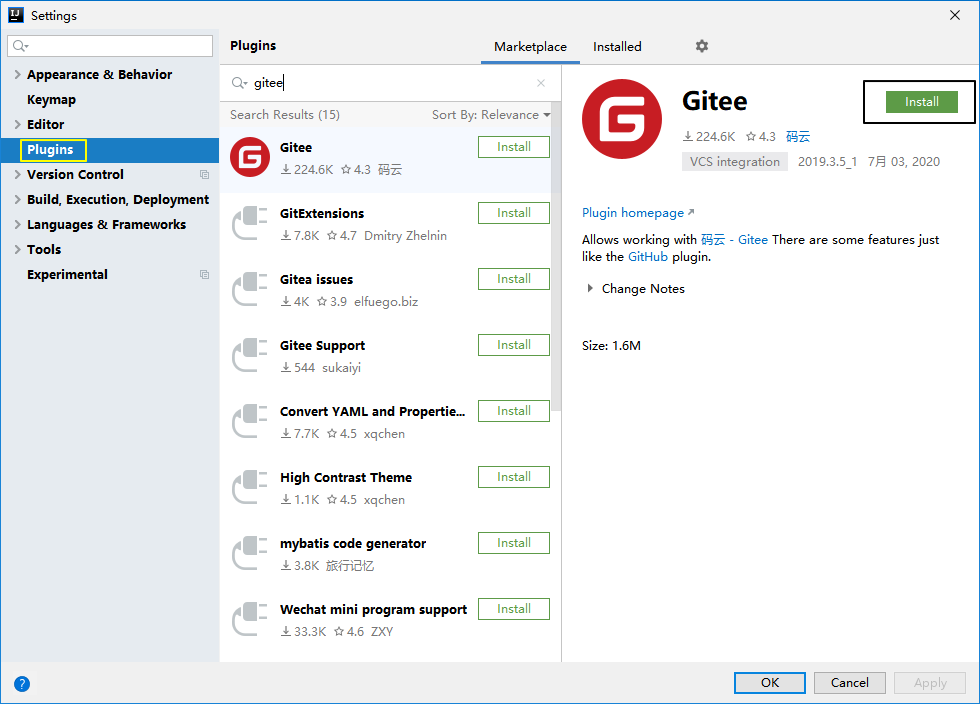 Settings
Appearance & Behavior
Keymap
Editor
Plugins
Version Control
Build, Execution, Deployment
Languages & Frameworks
Tools
Experimental
Plugins
Marketplace Installed
gitee
Search Results (15) Sort By: Relevance
Gitee Install
224.6K 4.3 码云
GitExtensions Install
7.8K 4.7 Dmitry Zhelnin
Gitea issues Install
4K 3.9 elfuego.biz
Gitee Support Install
544 sukaiyi
Convert YAML and Propertie... Install
7.7K 4.5 xqchen
High Contrast Theme Install
1.1K 4.5 xqchen
mybatis code generator Install
3.8K 旅行记忆
Wechat mini program support Install
33.3K 4.6 ZXY
Gitee Install
224.6K 4.3 码云
VCS integration 2019.3.5_1 7月 03, 2020
Plugin homepage
Allows working with 码云 - Gitee There are some features just
like the GitHub plugin.
Change Notes
Size: 1.6M
? OK Cancel Apply